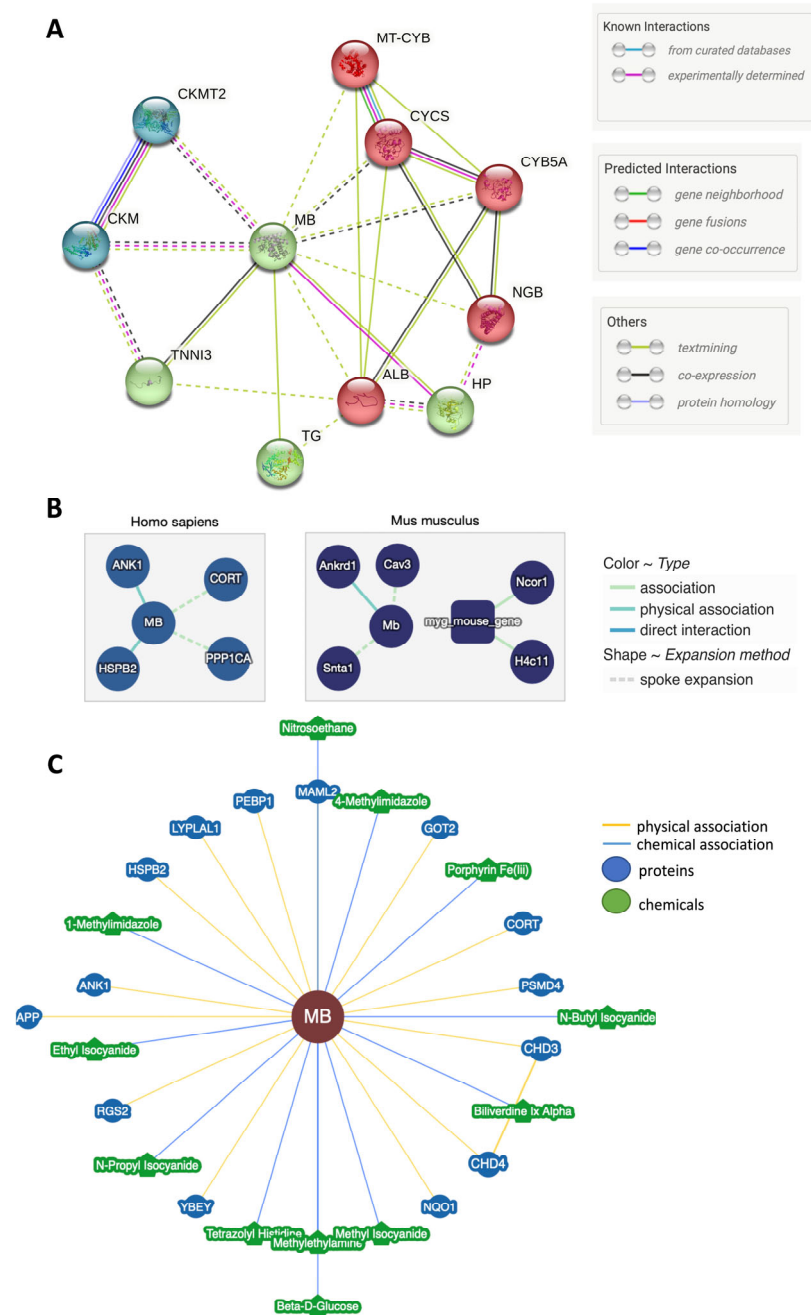 A
MT-CYB
CKMT2
CYCS
CYB5A
CKM
MB
NGB
TNNI3
ALB
HP
TG
Known Interactions
from curated databases
experimentally determined
Predicted Interactions
gene neighborhood
gene fusions
gene co-occurrence
Others
textmining
co-expression
protein homology
B
Homo sapiens
ANK1
CORT
MB
HSPB2
PPP1CA
Mus musculus
Ankrd1
Cav3
Ncor1
Mb
myg_mouse_gene
Snta1
H4c11
Color ~ Type
association
physical association
direct interaction
Shape ~ Expansion method
spoke expansion
C
Nitrosoethane
MAML2
PEBP1
4-Methylimidazole
LYPLAL1
GOT2
HSPB2
Porphyrin Fe(Iii)
1-Methylimidazole
CORT
ANK1
PSMD4
APP
MB
N-Butyl Isocyanide
Ethyl Isocyanide
CHD3
RGS2
Biliverdine Ix Alpha
N-Propyl Isocyanide
CHD4
YBEY
NQO1
Tetrazolyl Histidine
Methylethylamine
Methyl Isocyanide
Beta-D-Glucose
physical association
chemical association
proteins
chemicals